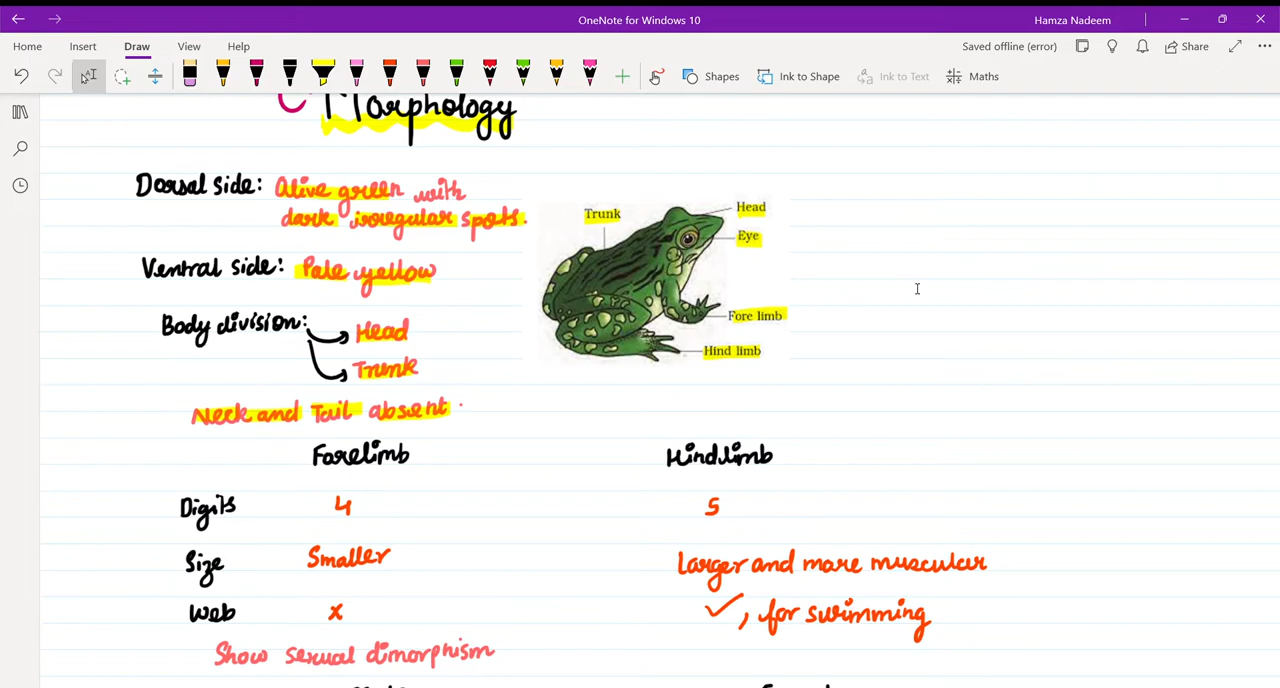 OneNote for Windows 10
Hamza Nadeem
Home Insert Draw View Help
Saved offline (error) Share
Shapes Ink to Shape Ink to Text Maths
Morphology
Dorsal side: Olive green with
dark irregular spots.
Ventral side: Pale yellow
Body division: Head
Trunk
Neck and Tail absent.
Trunk
Head
Eye
Fore limb
Hind limb
Forelimb Hindlimb
Digits 4 5
Size Smaller Larger and more muscular
Web x ✓, for swimming
Show sexual dimorphism